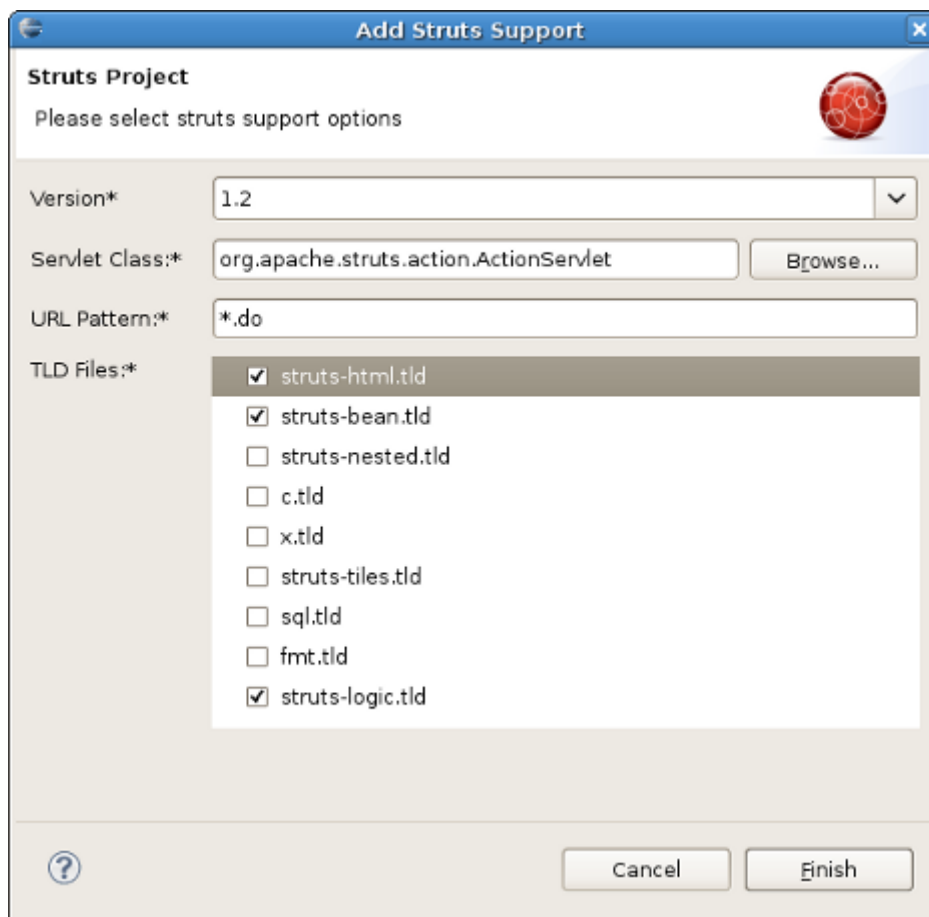 Add Struts Support
Struts Project
Please select struts support options
Version*
1.2
Servlet Class:*
org.apache.struts.action.ActionServlet
Browse...
URL Pattern:*
*.do
TLD Files:*
struts-html.tld
struts-bean.tld
struts-nested.tld
c.tld
x.tld
struts-tiles.tld
sql.tld
fmt.tld
struts-logic.tld
?
Cancel
Finish